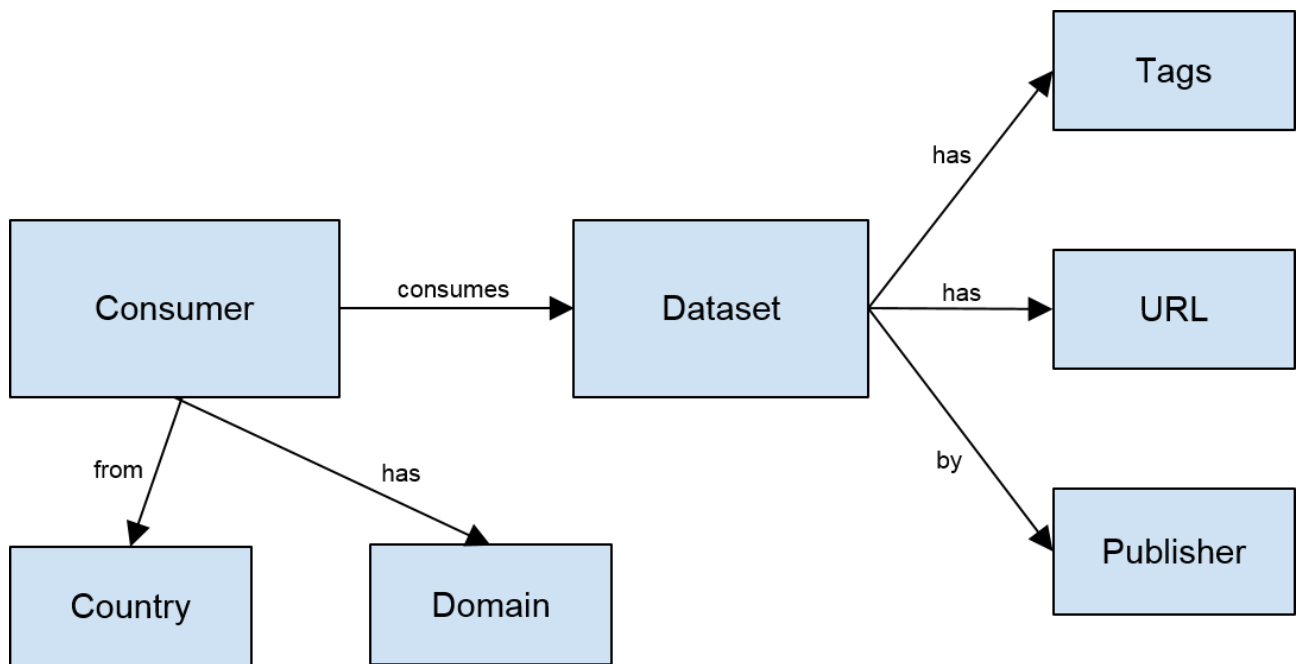 Tags
has
Consumer
consumes
Dataset
has
URL
from
has
by
Country
Domain
Publisher